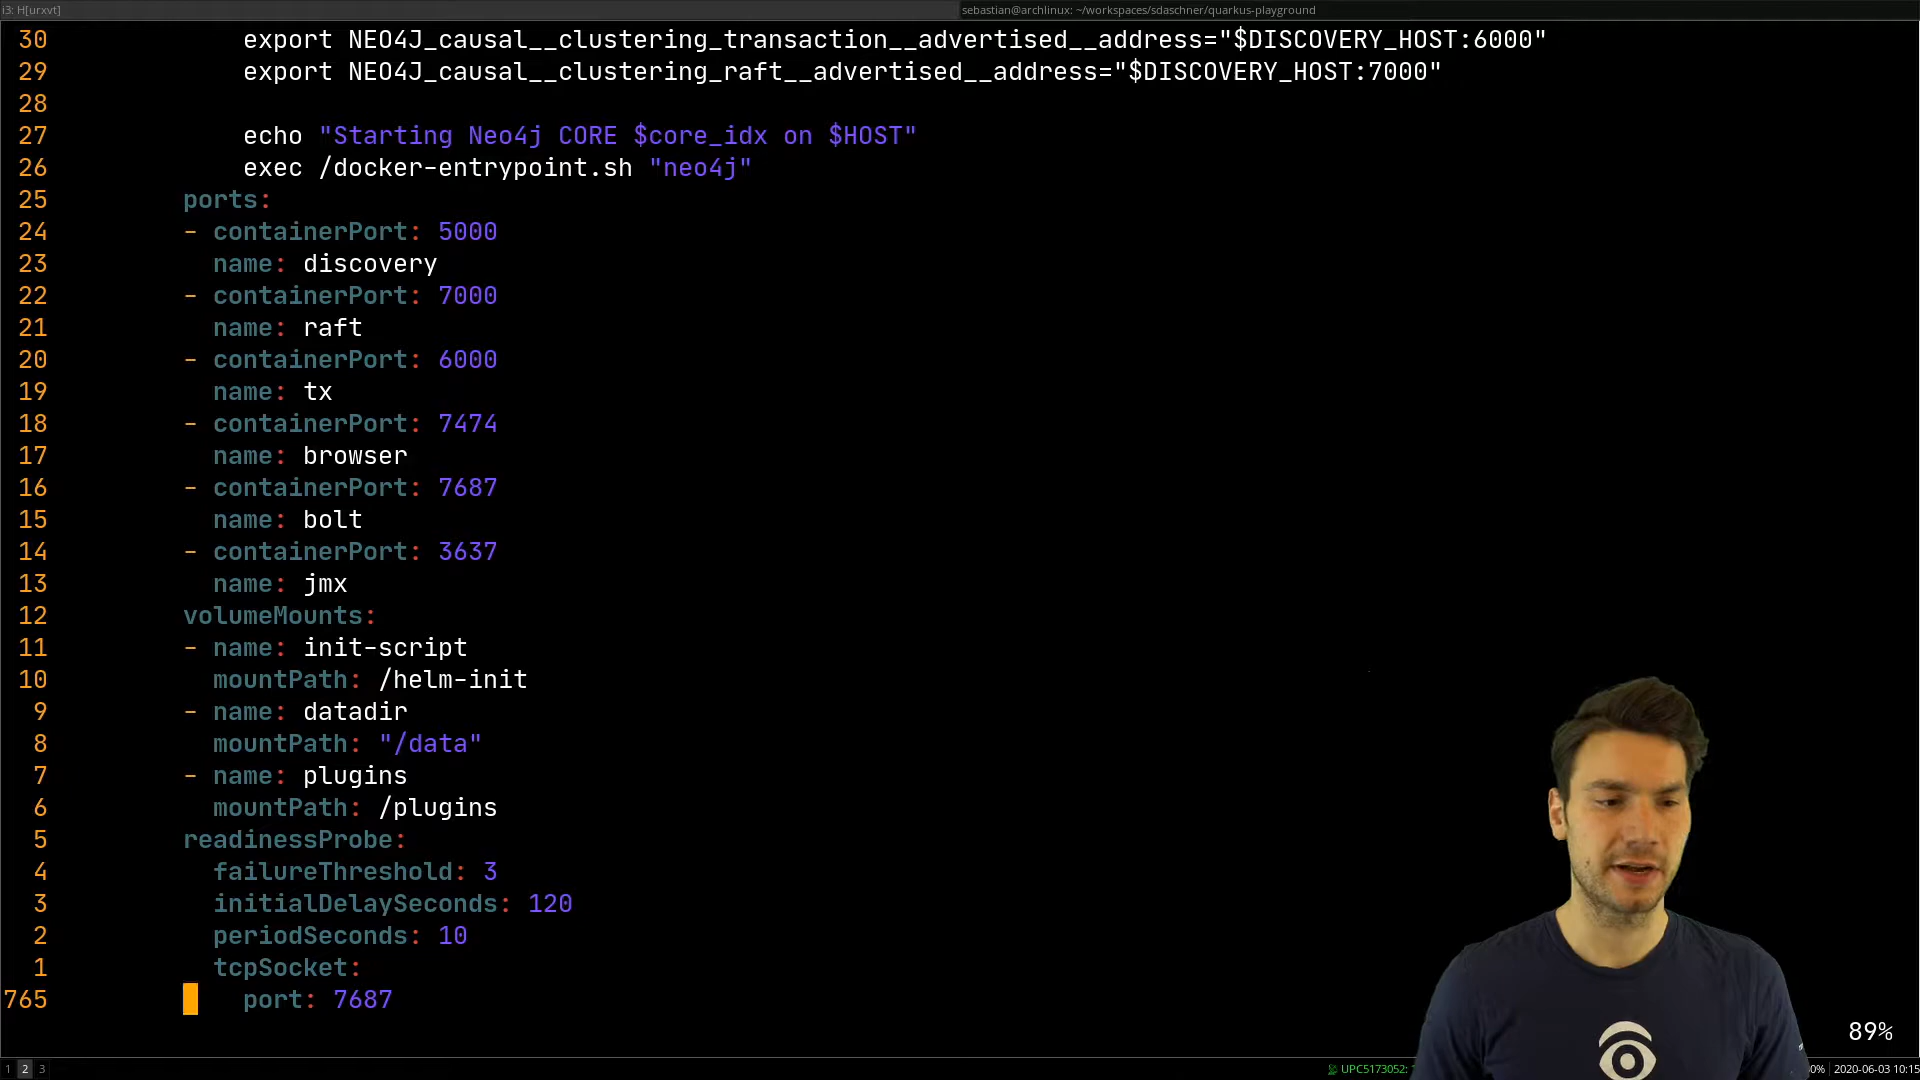 i3: H[urxvt]
sebastian@archlinux: ~/workspaces/sdaschner/quarkus-playground
30 export NEO4J_causal__clustering_transaction__advertised__address="$DISCOVERY_HOST:6000"
29 export NEO4J_causal__clustering_raft__advertised__address="$DISCOVERY_HOST:7000"
28
27 echo "Starting Neo4j CORE $core_idx on $HOST"
26 exec /docker-entrypoint.sh "neo4j"
25 ports:
24 - containerPort: 5000
23 name: discovery
22 - containerPort: 7000
21 name: raft
20 - containerPort: 6000
19 name: tx
18 - containerPort: 7474
17 name: browser
16 - containerPort: 7687
15 name: bolt
14 - containerPort: 3637
13 name: jmx
12 volumeMounts:
11 - name: init-script
10 mountPath: /helm-init
9 - name: datadir
8 mountPath: "/data"
7 - name: plugins
6 mountPath: /plugins
5 readinessProbe:
4 failureThreshold: 3
3 initialDelaySeconds: 120
2 periodSeconds: 10
1 tcpSocket:
765 port: 7687
89%
1 2 3
UPC5173052:
0% | 2020-06-03 10:15